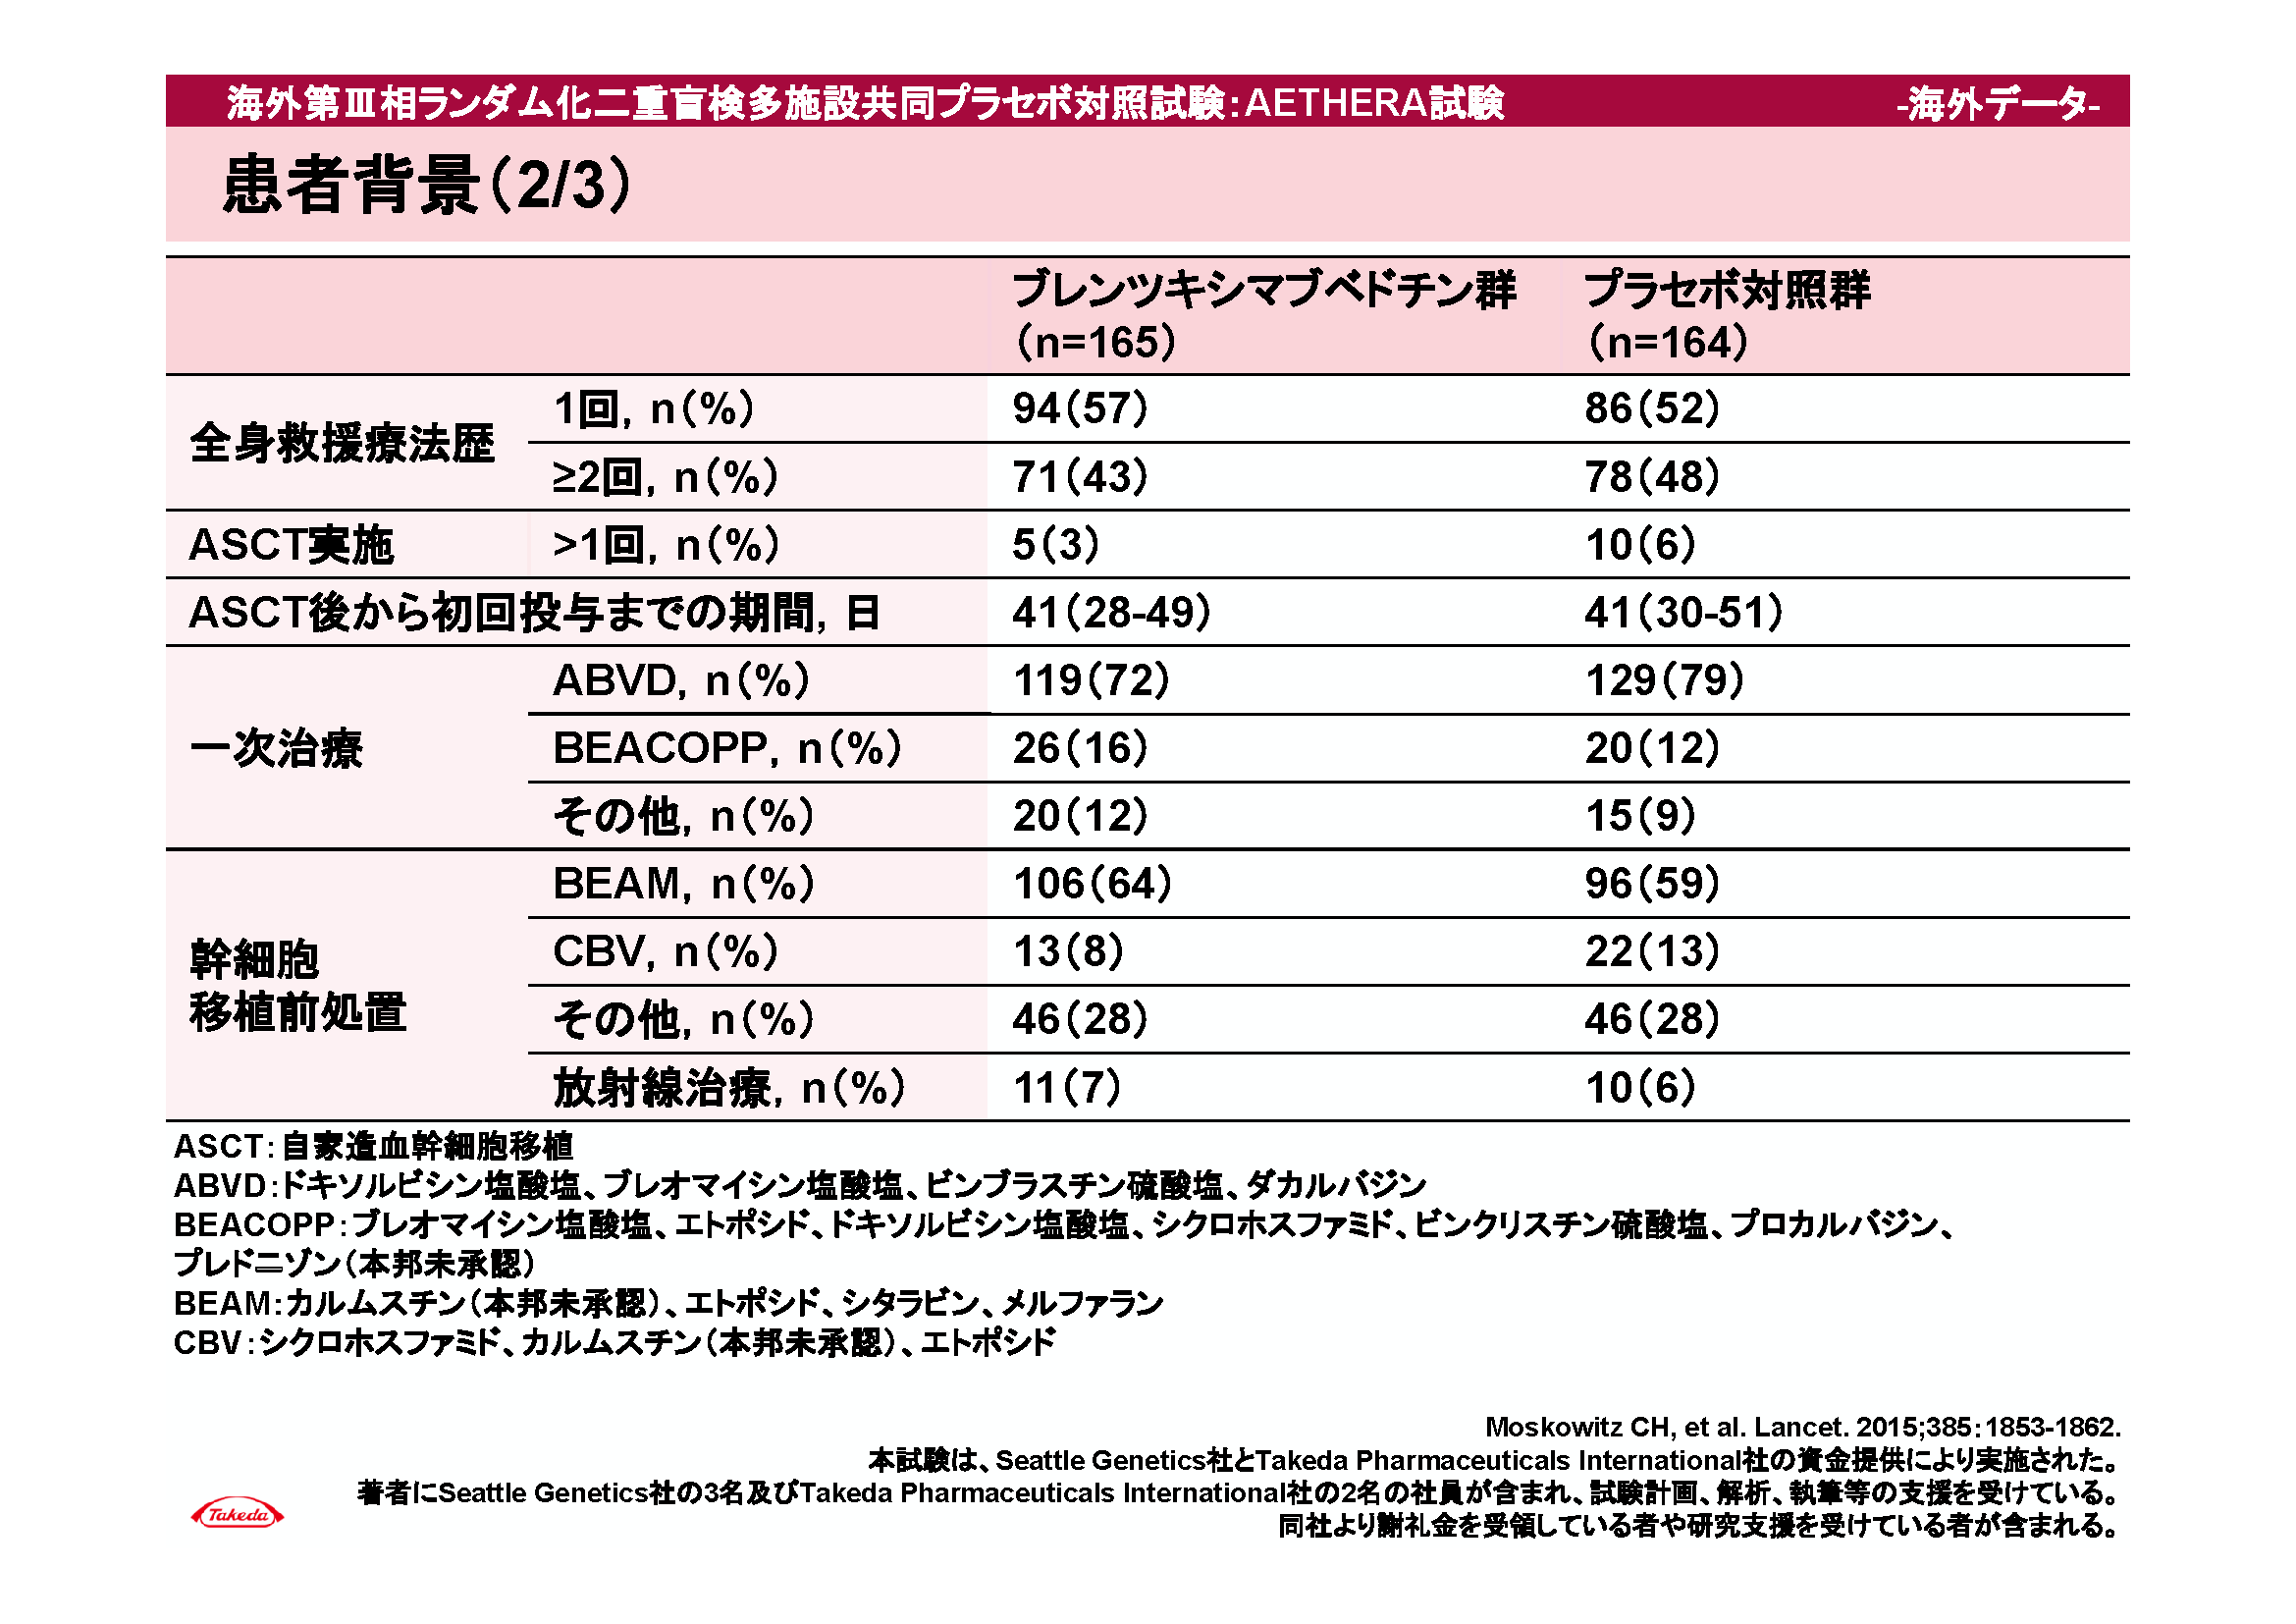 海外第Ⅲ相ランダム化二重盲検多施設共同プラセボ対照試験：AETHERA試験 -海外データ-
患者背景（2/3）
ブレンツキシマブベドチン群 プラセボ対照群
（n=165） （n=164）
全身救援療法歴 1回, n（%） 94（57） 86（52）
≥2回, n（%） 71（43） 78（48）
ASCT実施 >1回, n（%） 5（3） 10（6）
ASCT後から初回投与までの期間, 日 41（28-49） 41（30-51）
一次治療 ABVD, n（%） 119（72） 129（79）
BEACOPP, n（%） 26（16） 20（12）
その他, n（%） 20（12） 15（9）
幹細胞
移植前処置 BEAM, n（%） 106（64） 96（59）
CBV, n（%） 13（8） 22（13）
その他, n（%） 46（28） 46（28）
放射線治療, n（%） 11（7） 10（6）
ASCT：自家造血幹細胞移植
ABVD：ドキソルビシン塩酸塩、ブレオマイシン塩酸塩、ビンブラスチン硫酸塩、ダカルバジン
BEACOPP：ブレオマイシン塩酸塩、エトポシド、ドキソルビシン塩酸塩、シクロホスファミド、ビンクリスチン硫酸塩、プロカルバジン、
プレドニゾン（本邦未承認）
BEAM：カルムスチン（本邦未承認）、エトポシド、シタラビン、メルファラン
CBV：シクロホスファミド、カルムスチン（本邦未承認）、エトポシド
Moskowitz CH, et al. Lancet. 2015;385：1853-1862.
本試験は、Seattle Genetics社とTakeda Pharmaceuticals International社の資金提供により実施された。
著者にSeattle Genetics社の3名及びTakeda Pharmaceuticals International社の2名の社員が含まれ、試験計画、解析、執筆等の支援を受けている。
同社より謝礼金を受領している者や研究支援を受けている者が含まれる。
Takeda